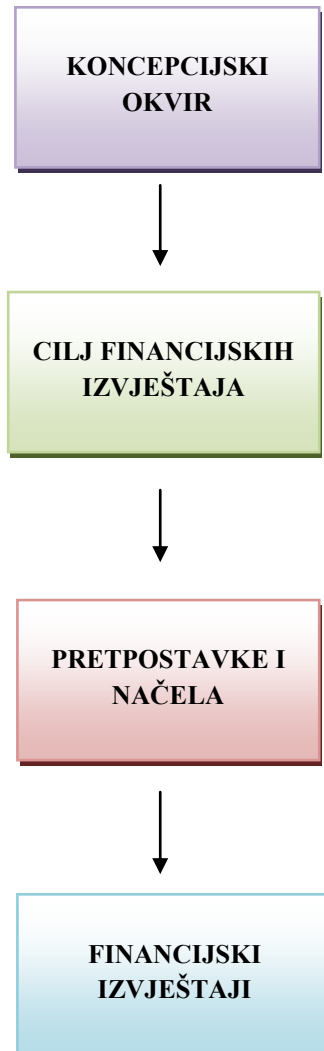 KONCEPCIJSKI
OKVIR
CILJ FINANCIJSKIH
IZVJEŠTAJA
PRETPOSTAVKE I
NAČELA
FINANCIJSKI
IZVJEŠTAJI